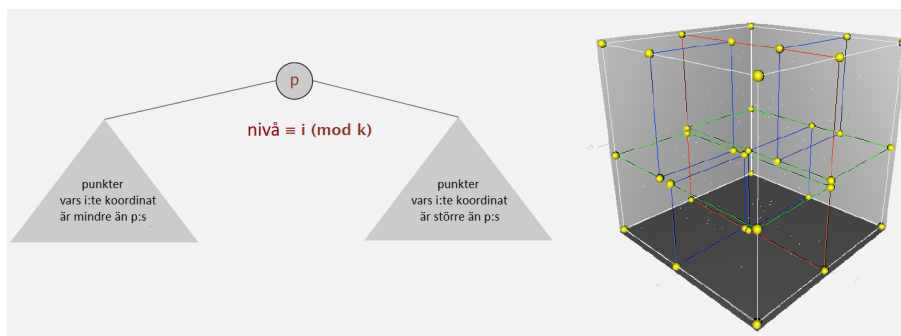 p
nivå ≡ i (mod k)
punkter
vars i:te koordinat
är mindre än p:s
punkter
vars i:te koordinat
är större än p:s